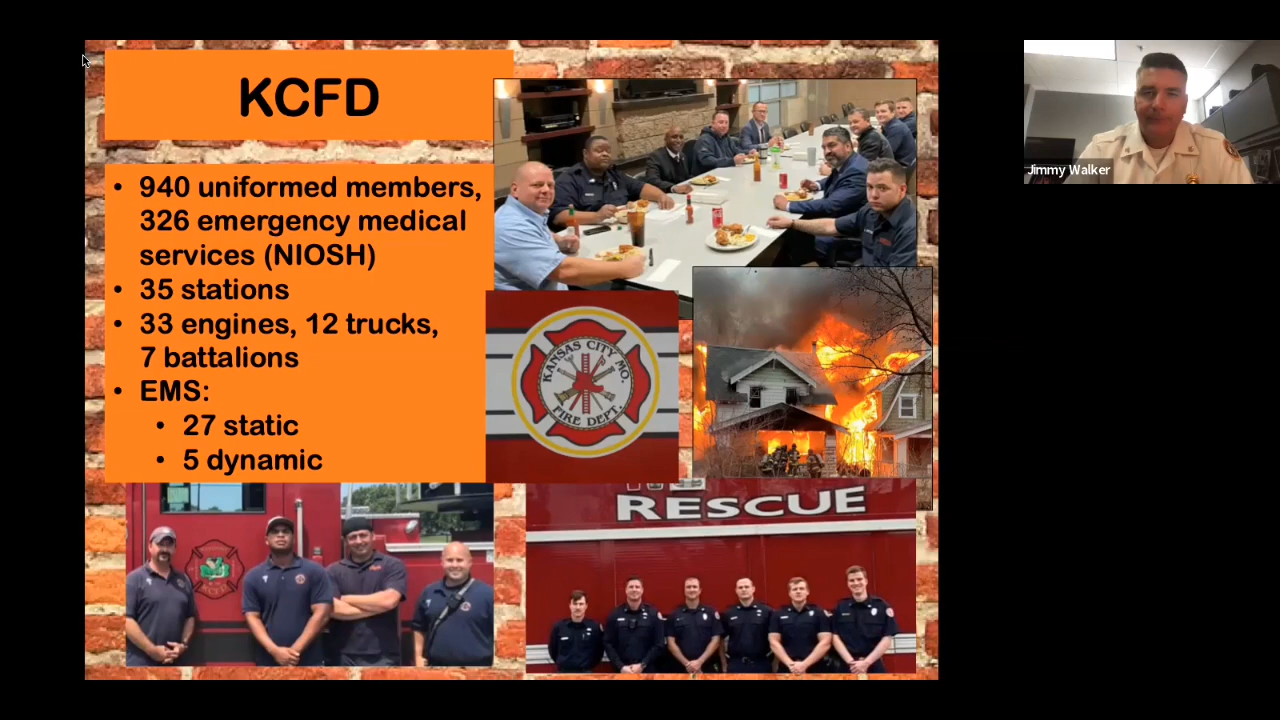 KCFD
• 940 uniformed members,
326 emergency medical
services (NIOSH)
• 35 stations
• 33 engines, 12 trucks,
7 battalions
• EMS:
• 27 static
• 5 dynamic
KANSAS CITY MO.
FIRE DEPT.
RESCUE
Jimmy Walker